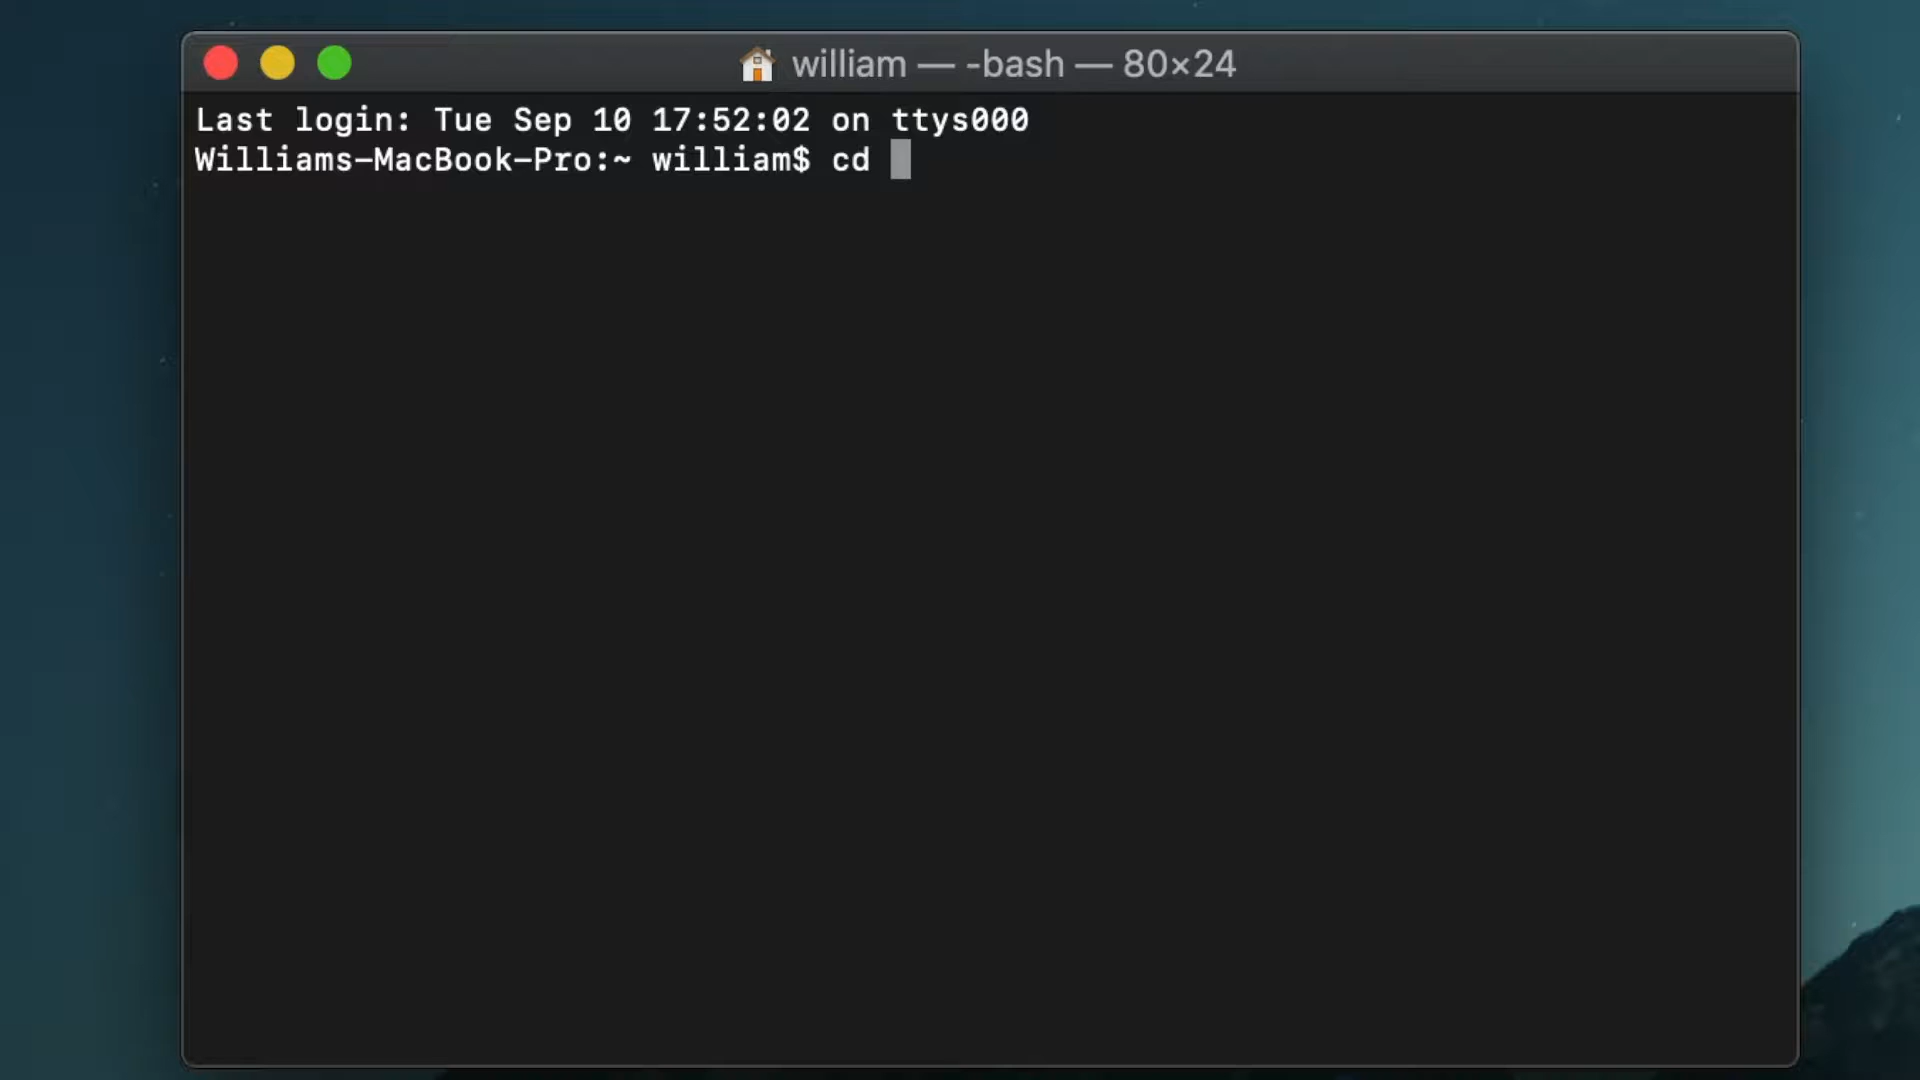 william — -bash — 80×24
Last login: Tue Sep 10 17:52:02 on ttys000
Williams-MacBook-Pro:~ william$ cd